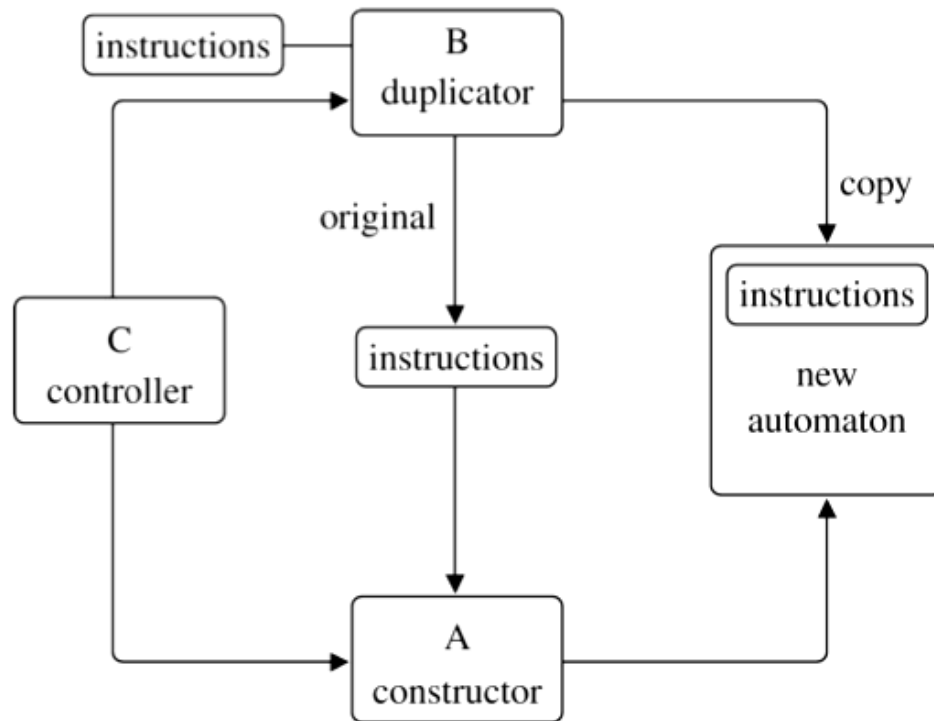 instructions
B
duplicator
original
copy
instructions
C
controller
instructions
new
automaton
A
constructor